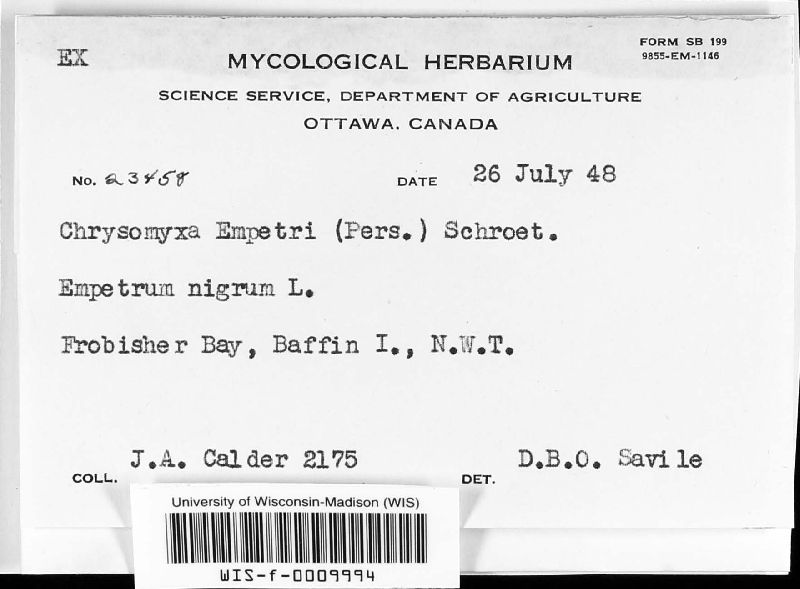 EX
MYCOLOGICAL HERBARIUM
FORM SB 199
9855-EM-1146
SCIENCE SERVICE, DEPARTMENT OF AGRICULTURE
OTTAWA, CANADA
No. 23458
DATE 26 July 48
Chrysomyxa Empetri (Pers.) Schroet.
Empetrum nigrum L.
Frobisher Bay, Baffin I., N.W.T.
COLL. J.A. Calder 2175
DET. D.B.O. Savile
University of Wisconsin-Madison (WIS)
WIS-f-0009994